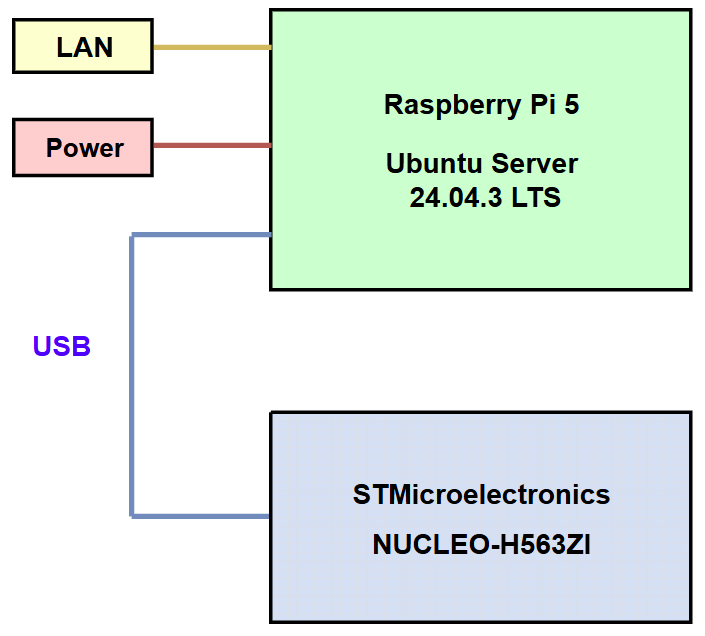 LAN
Raspberry Pi 5
Power
Ubuntu Server
24.04.3 LTS
USB
STMicroelectronics
NUCLEO-H563ZI